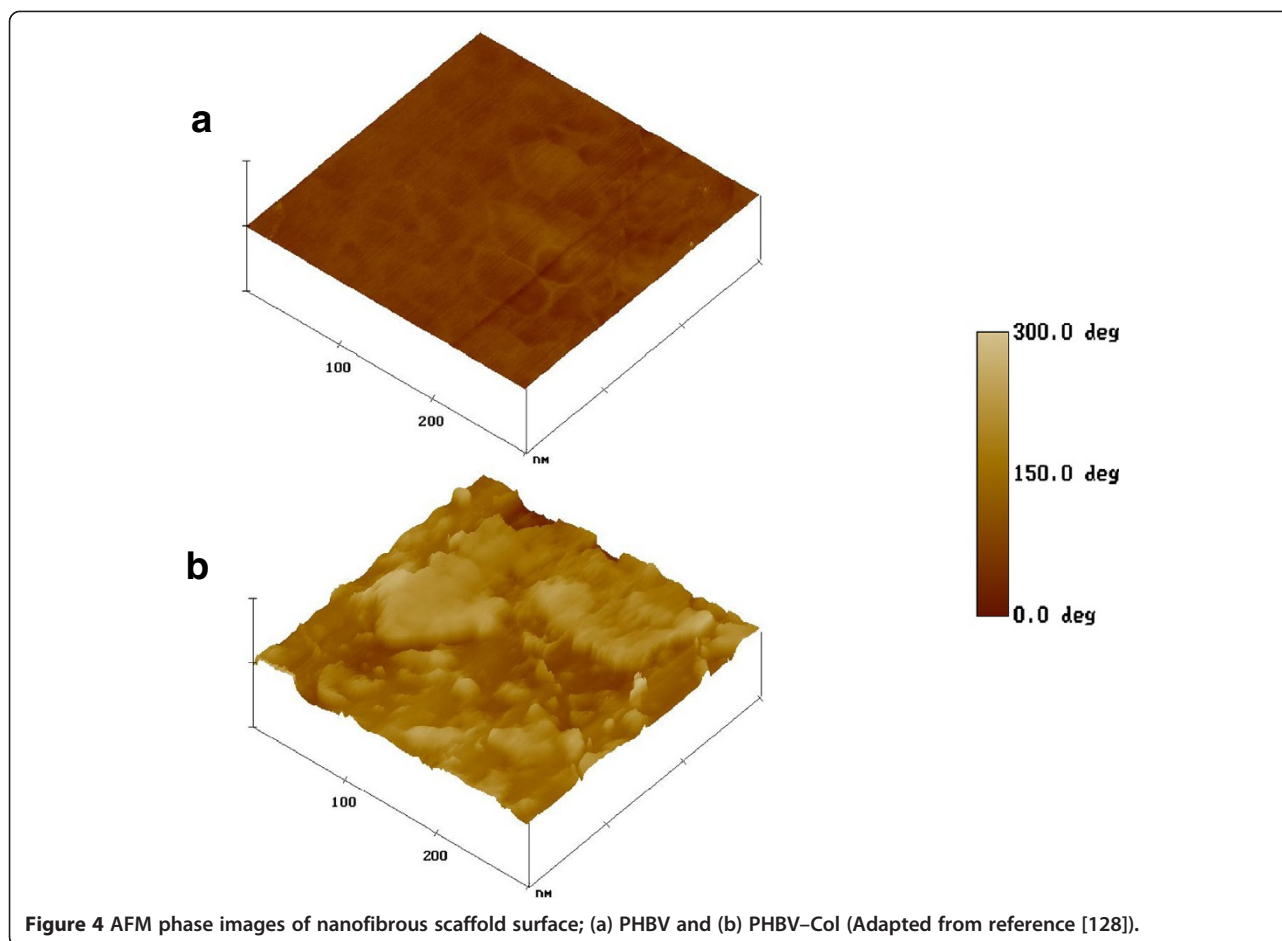 a
100
200
nm
300.0 deg
150.0 deg
0.0 deg
b
100
200
nm
Figure 4 AFM phase images of nanofibrous scaffold surface; (a) PHBV and (b) PHBV–Col (Adapted from reference [128]).